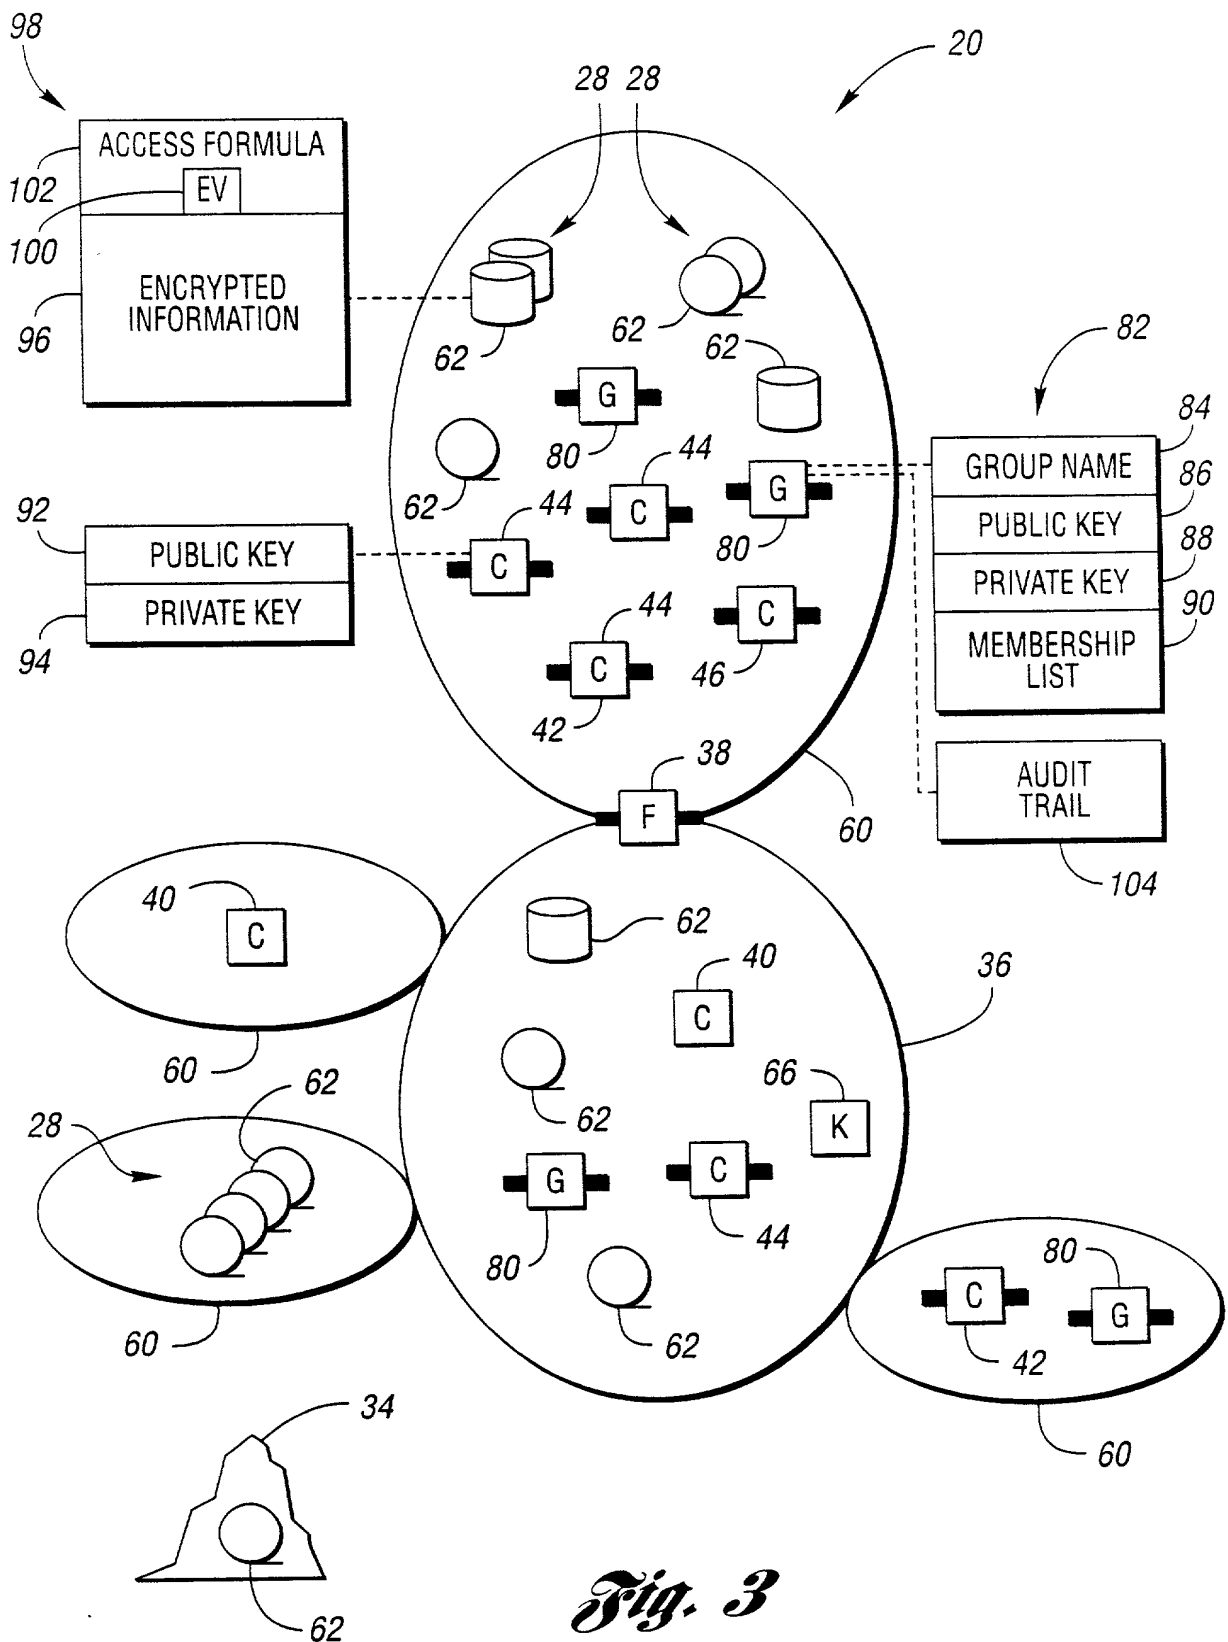 98
20
28 28
ACCESS FORMULA
102
EV
100
ENCRYPTED
INFORMATION
96
62
62
62
82
G
80
84
GROUP NAME
86
PUBLIC KEY
88
PRIVATE KEY
90
MEMBERSHIP
LIST
62
44
C
G
80
92
PUBLIC KEY
PRIVATE KEY
94
44
C
44
C
42
C
46
38
F
60
AUDIT
TRAIL
104
40
C
60
62
40
C
36
66
K
62
28
62
60
G
80
C
44
62
80
C
G
42
60
34
62
Fig. 3